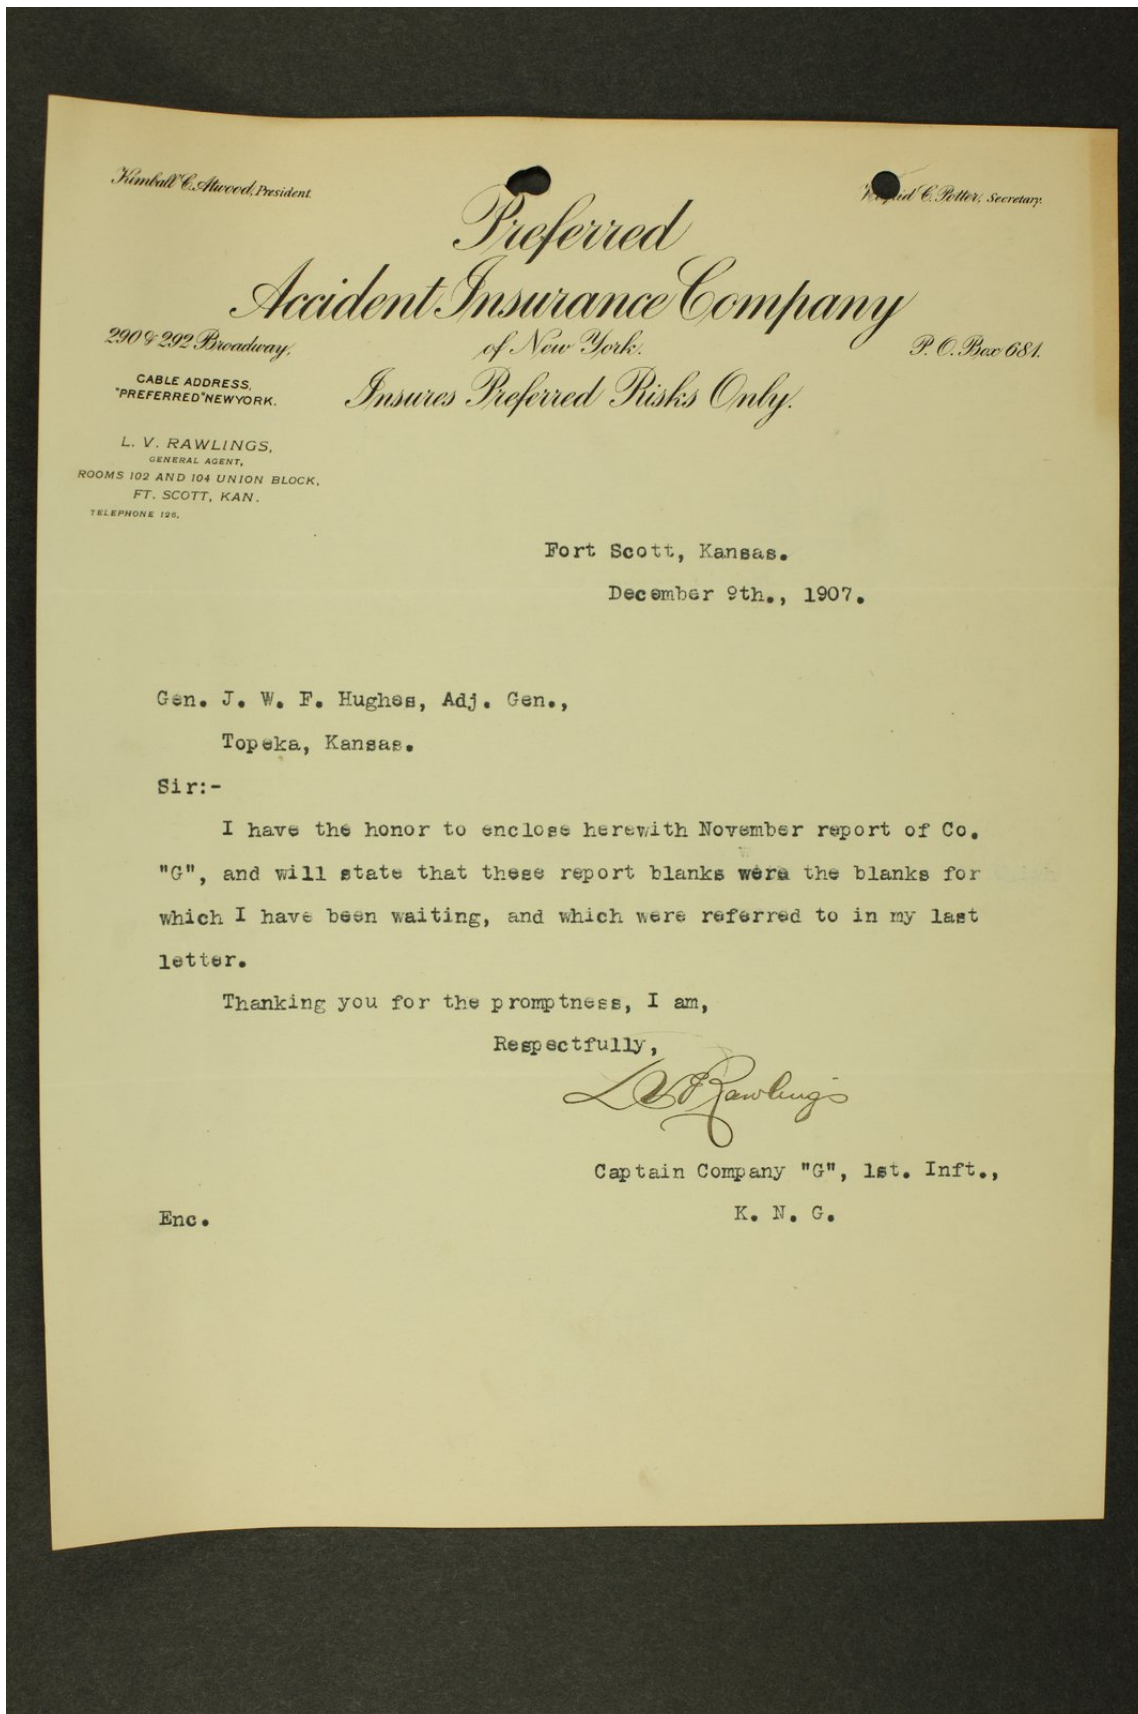 Kimball C. Atwood, President.
C. Potter, Secretary.
Preferred
Accident Insurance Company
290 & 292 Broadway,
of New York.
P. O. Box 681.
CABLE ADDRESS,
"PREFERRED" NEW YORK.
Insures Preferred Risks Only.
L. V. RAWLINGS,
GENERAL AGENT,
ROOMS 102 AND 104 UNION BLOCK,
FT. SCOTT, KAN.
TELEPHONE 126,
Fort Scott, Kansas.
December 9th., 1907.
Gen. J. W. F. Hughes, Adj. Gen.,
Topeka, Kansas.
Sir:-
I have the honor to enclose herewith November report of Co.
"G", and will state that these report blanks were the blanks for
which I have been waiting, and which were referred to in my last
letter.
Thanking you for the promptness, I am,
Respectfully,
L V Rawlings
Captain Company "G", 1st. Inft.,
K. N. G.
Enc.